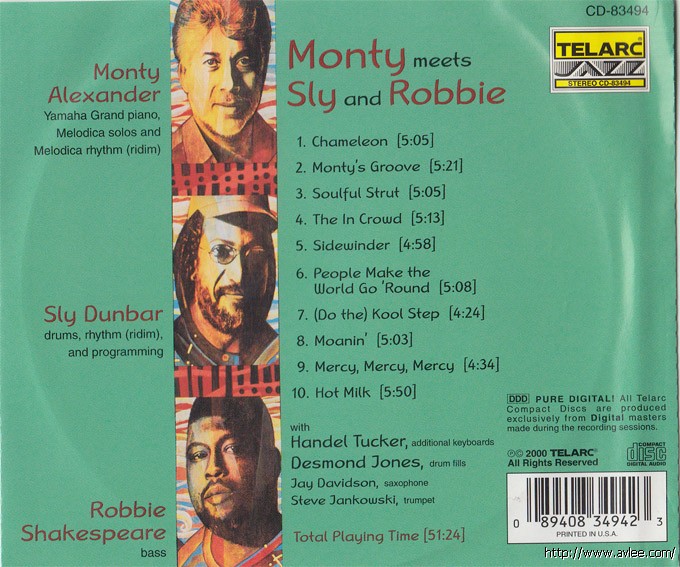 CD-83494
TELARC
JAZZ
STEREO CD-83494
Monty meets
Sly and Robbie
Monty
Alexander
Yamaha Grand piano,
Melodica solos and
Melodica rhythm (ridim)
Sly Dunbar
drums, rhythm (ridim),
and programming
Robbie
Shakespeare
bass
1. Chameleon [5:05]
2. Monty's Groove [5:21]
3. Soulful Strut [5:05]
4. The In Crowd [5:13]
5. Sidewinder [4:58]
6. People Make the
World Go 'Round [5:08]
7. (Do the) Kool Step [4:24]
8. Moanin' [5:03]
9. Mercy, Mercy, Mercy [4:34]
10. Hot Milk [5:50]
with
Handel Tucker, additional keyboards
Desmond Jones, drum fills
Jay Davidson, saxophone
Steve Jankowski, trumpet
Total Playing Time [51:24]
DDD PURE DIGITAL! All Telarc
Compact Discs are produced
exclusively from Digital masters
made during the recording sessions.
℗© 2000 TELARC®
All Rights Reserved
COMPACT
disc
DIGITAL AUDIO
0 89408 34942 3
PRINTED IN U.S.A.
http://www.avlee.com